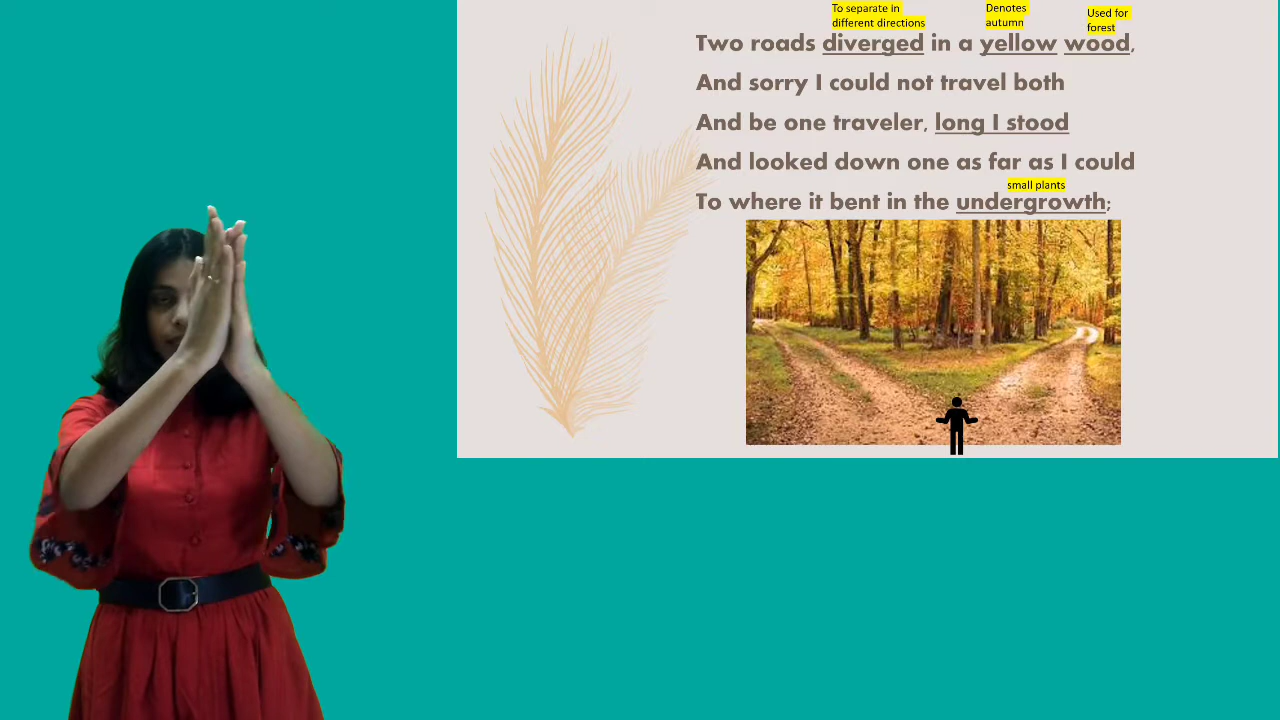 To separate in
different directions
Denotes
autumn
Used for
forest
Two roads diverged in a yellow wood,
And sorry I could not travel both
And be one traveler, long I stood
And looked down one as far as I could
small plants
To where it bent in the undergrowth;